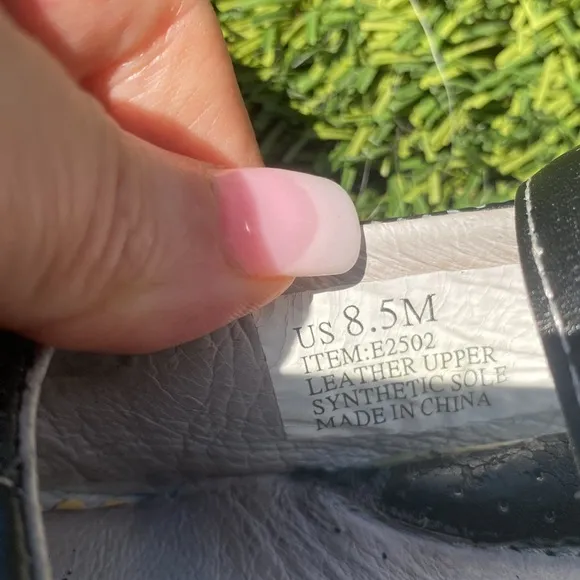 US 8.5M
ITEM:E2502
LEATHER UPPER
SYNTHETIC SOLE
MADE IN CHINA